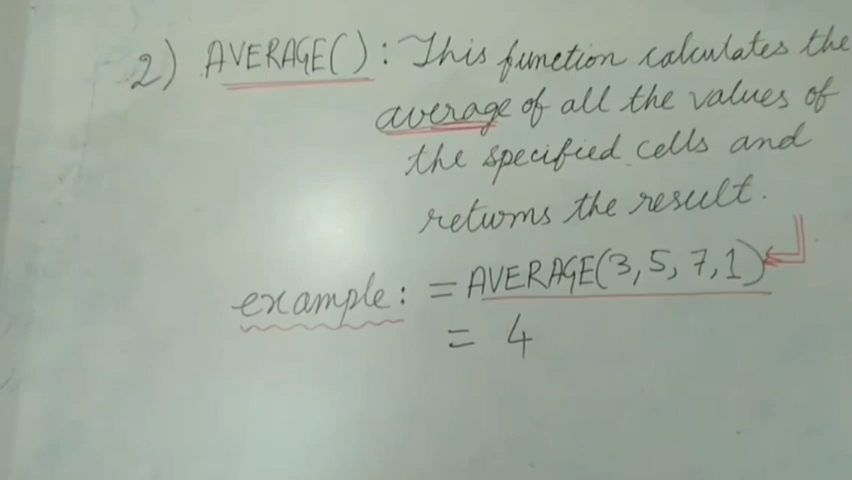 2) AVERAGE() : This function calculates the
average of all the values of
the specified cells and
returns the result.
example: = AVERAGE(3, 5, 7, 1)
= 4